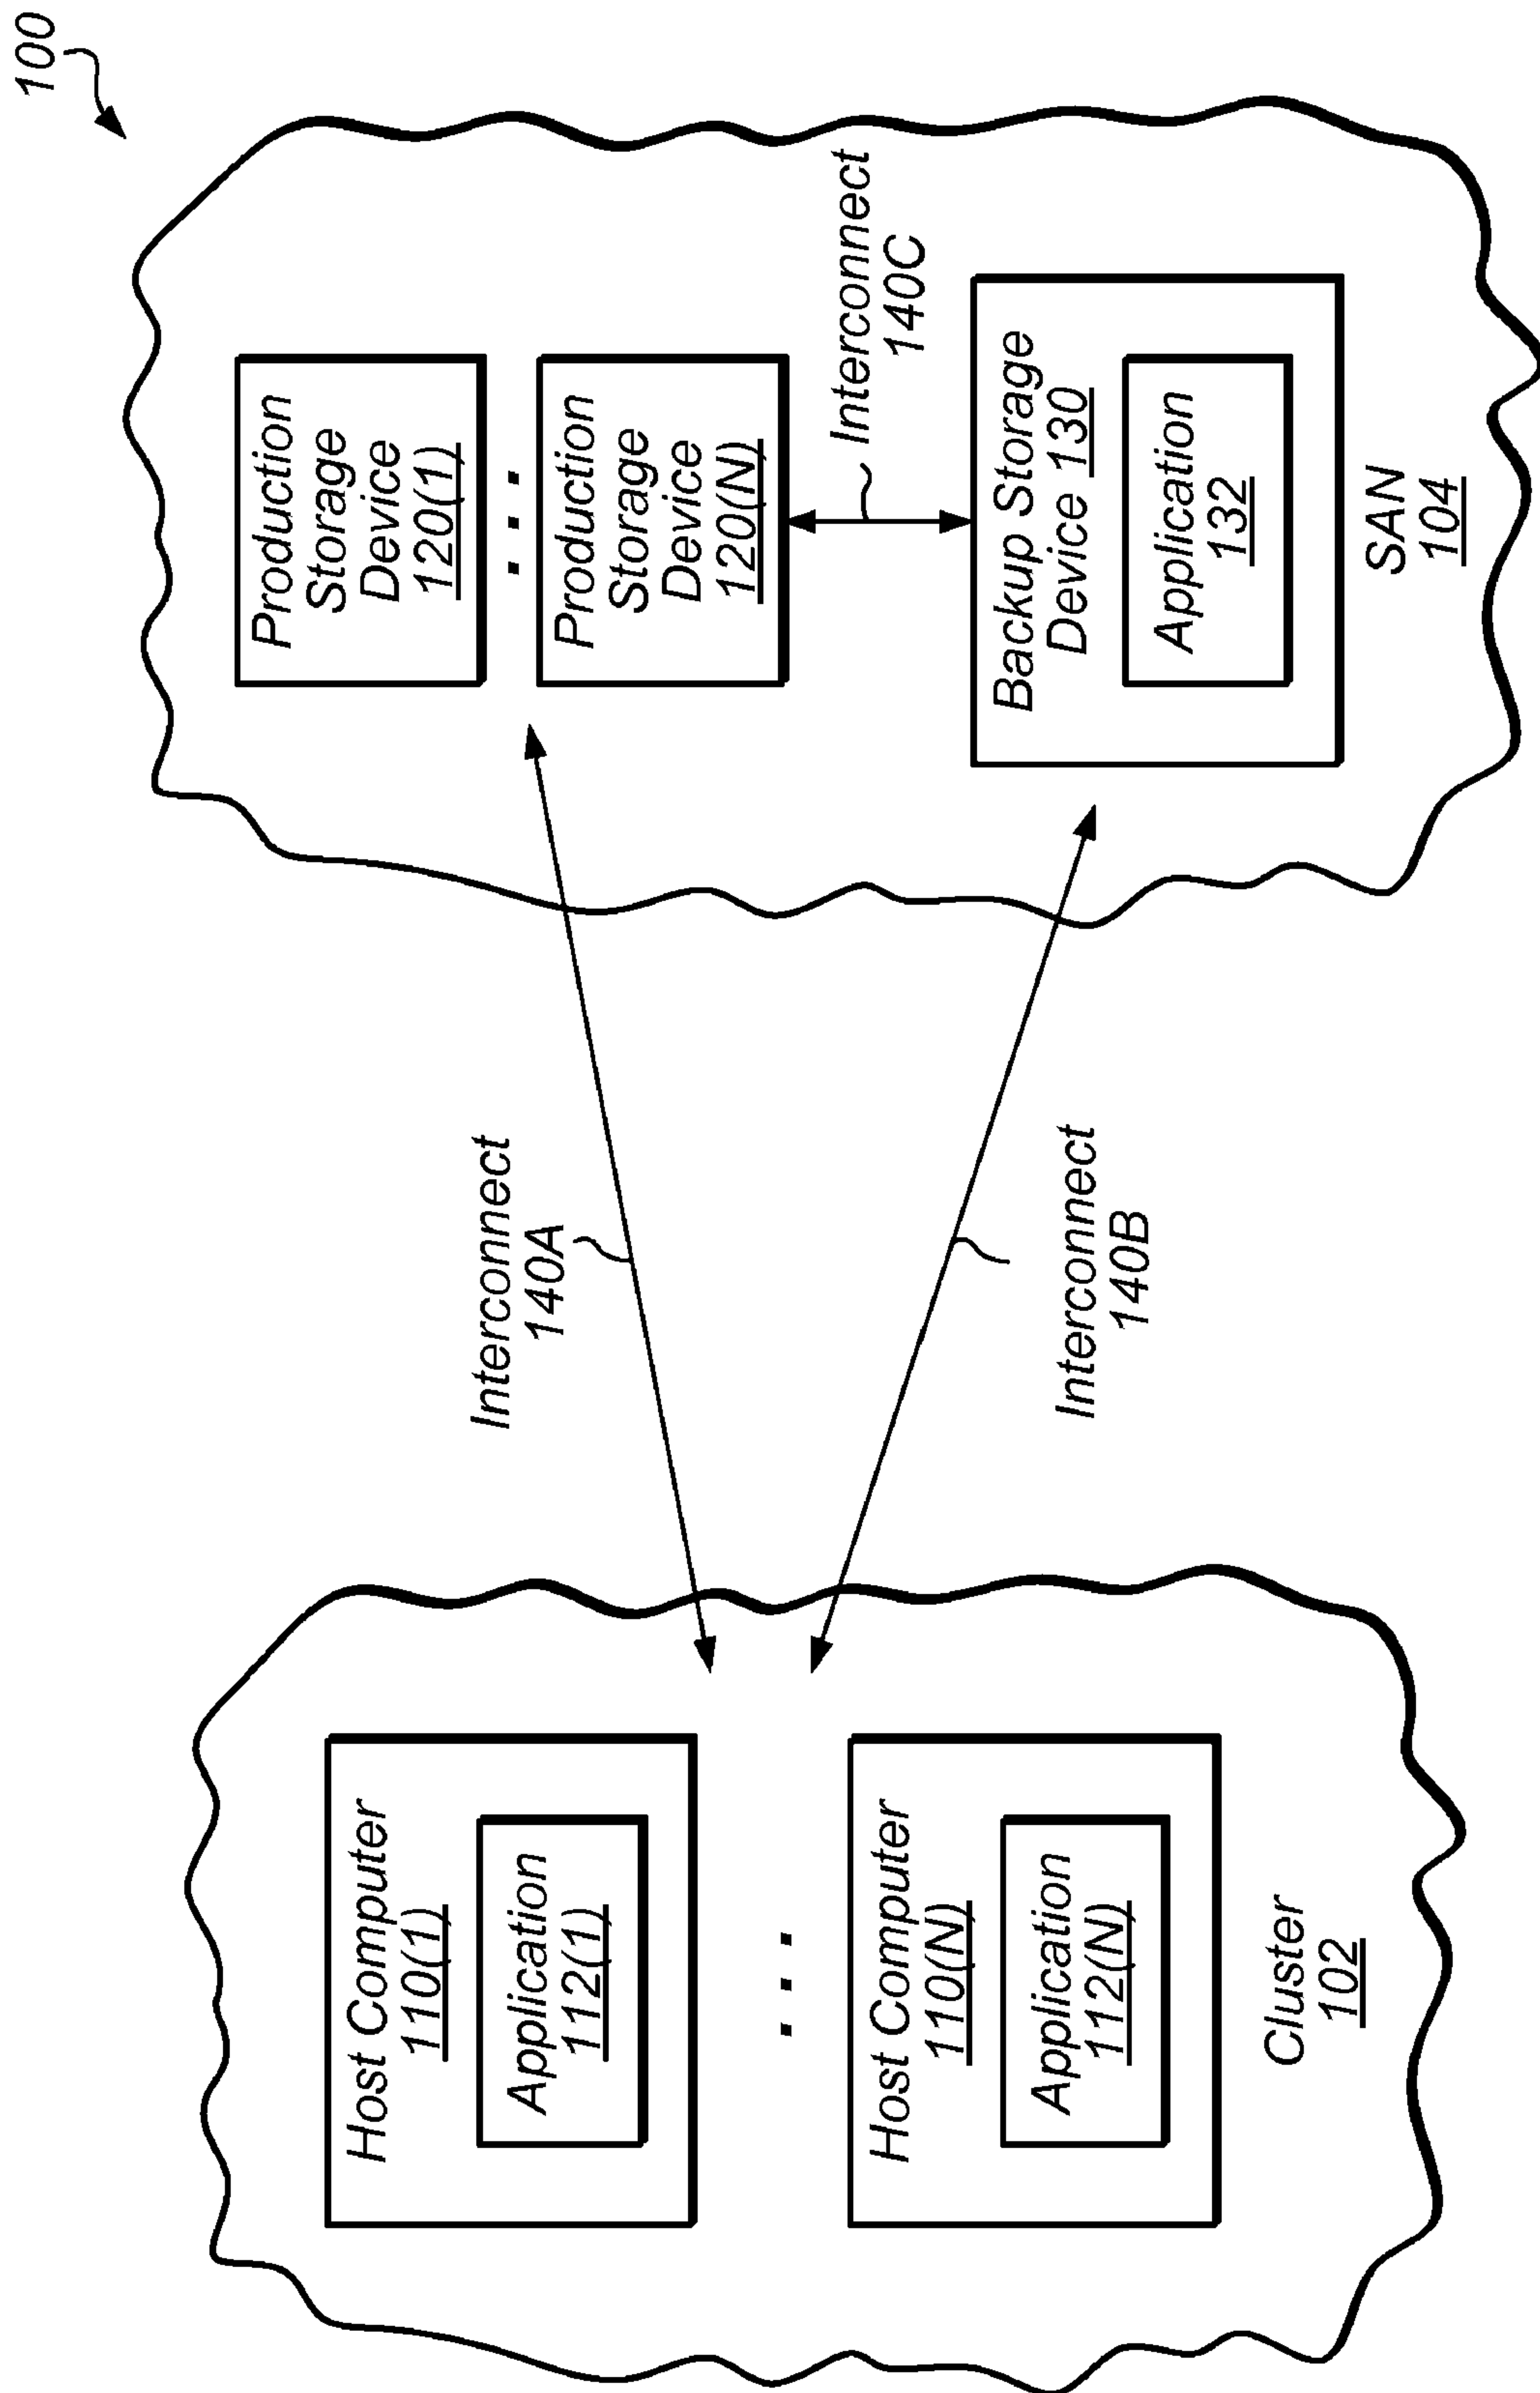 100
Host Computer
110(1)
Application
112(1)
...
Host Computer
110(N)
Application
112(N)
Cluster
102
Interconnect
140A
Interconnect
140B
Production
Storage
Device
120(1)
...
Production
Storage
Device
120(N)
Interconnect
140C
Backup Storage
Device 130
Application
132
SAN
104